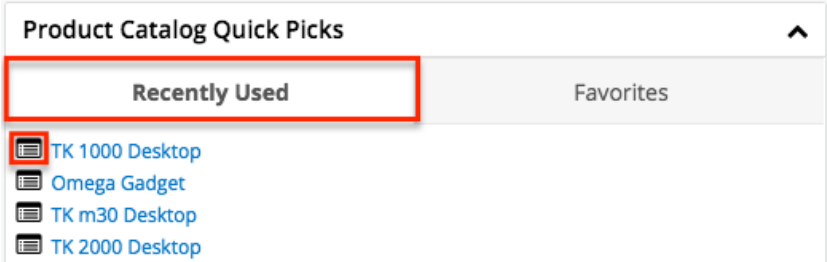 Product Catalog Quick Picks
Recently Used Favorites
TK 1000 Desktop
Omega Gadget
TK m30 Desktop
TK 2000 Desktop